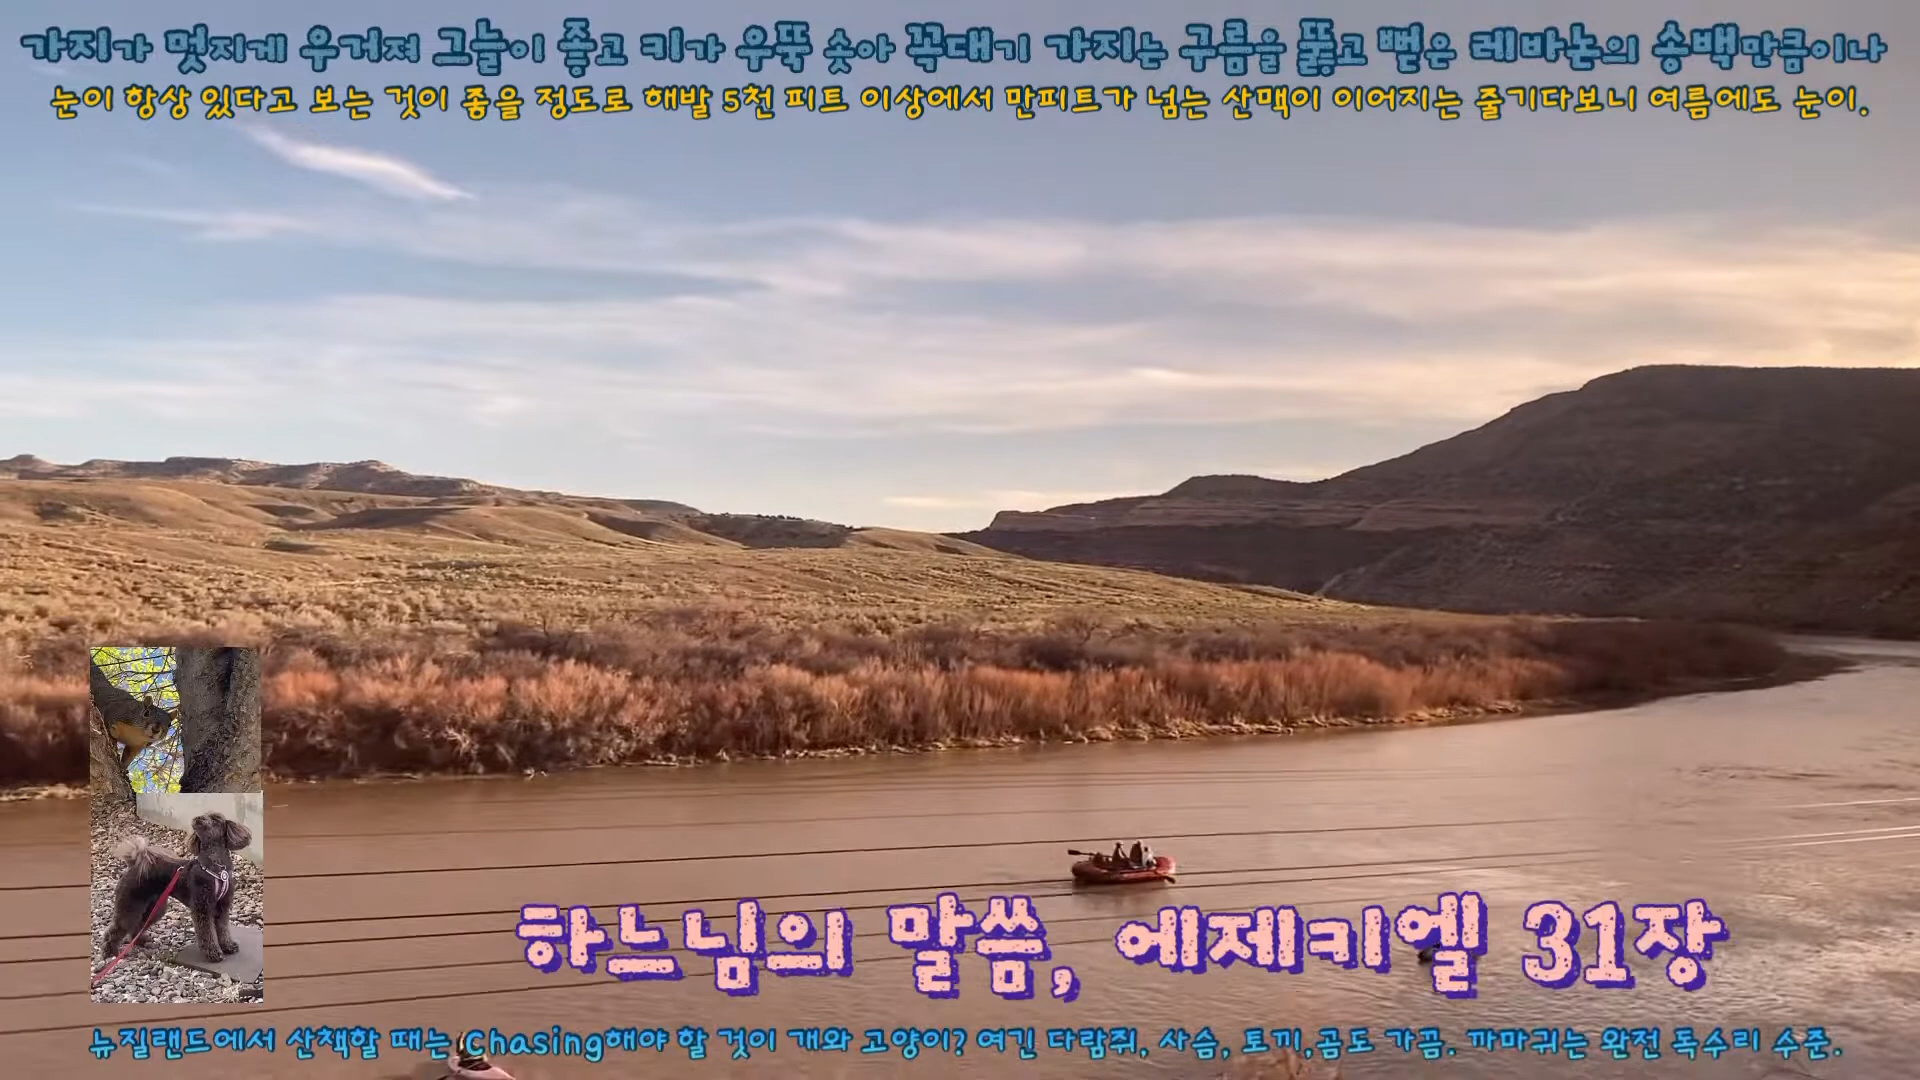 가지가 멋지게 우거져 그늘이 좋고 키가 우뚝 솟아 꼭대기 가지는 구름을 뚫고 뻗은 레바논의 송백만큼이나
눈이 항상 있다고 보는 것이 좋을 정도로 해발 5천 피트 이상에서 만피트가 넘는 산맥이 이어지는 줄기다보니 여름에도 눈이.
하느님의 말씀, 에제키엘 31장
뉴질랜드에서 산책할 때는 Chasing해야 할 것이 개와 고양이? 여긴 다람쥐, 사슴, 토끼,곰도 가끔. 까마귀는 완전 독수리 수준.